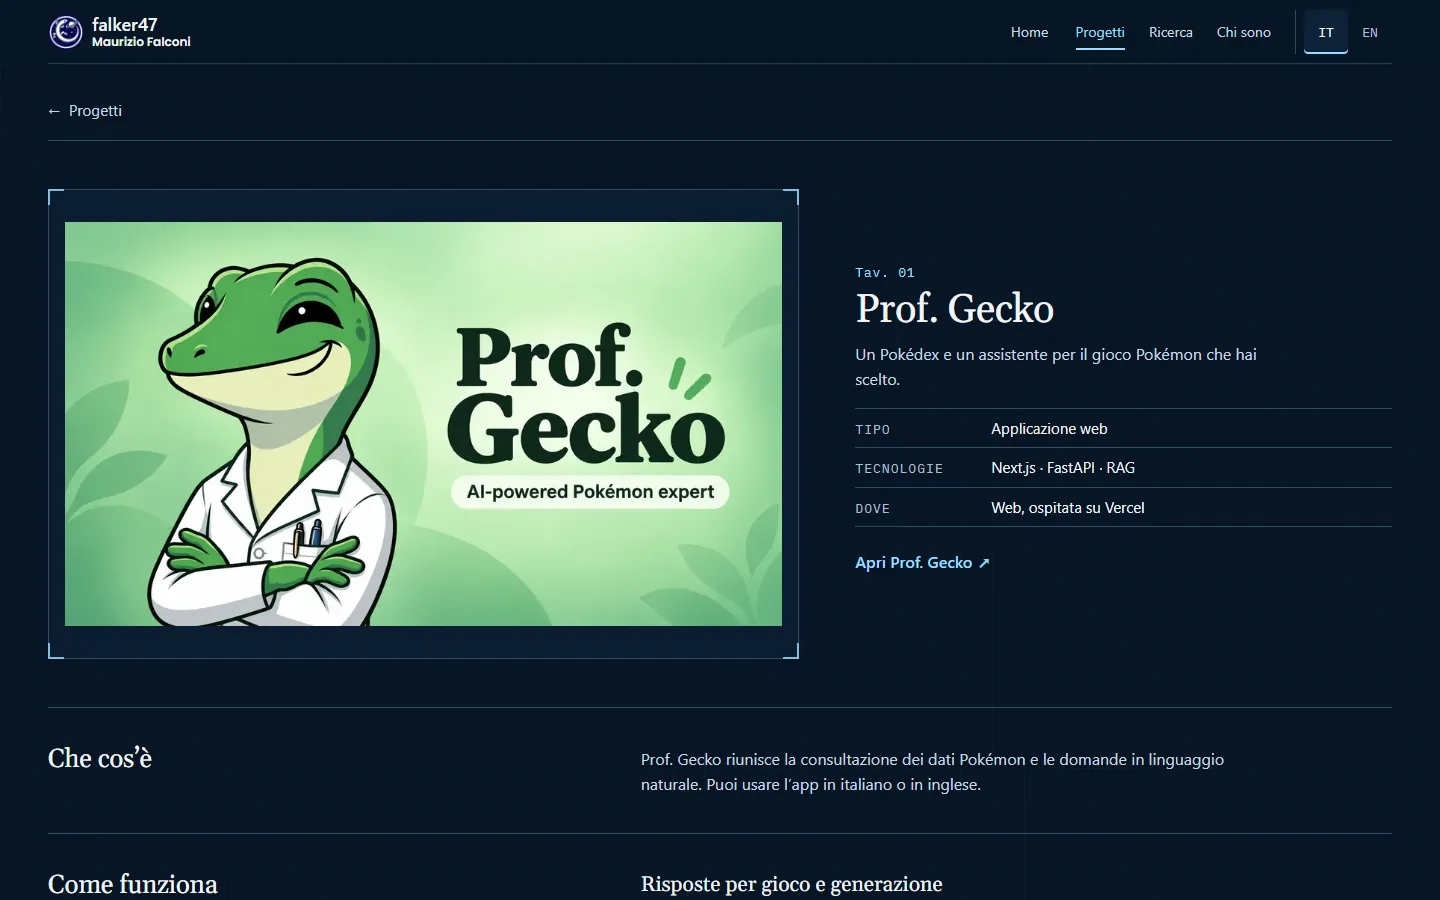 falker47
Maurizio Falconi
Home
Progetti
Ricerca
Chi sono
IT
EN
← Progetti
Prof.
Gecko
AI-powered Pokémon expert
Tav. 01
Prof. Gecko
Un Pokédex e un assistente per il gioco Pokémon che hai
scelto.
TIPO
Applicazione web
TECNOLOGIE
Next.js · FastAPI · RAG
DOVE
Web, ospitata su Vercel
Apri Prof. Gecko ↗
Che cos’è
Prof. Gecko riunisce la consultazione dei dati Pokémon e le domande in linguaggio
naturale. Puoi usare l’app in italiano o in inglese.
Come funziona
Risposte per gioco e generazione